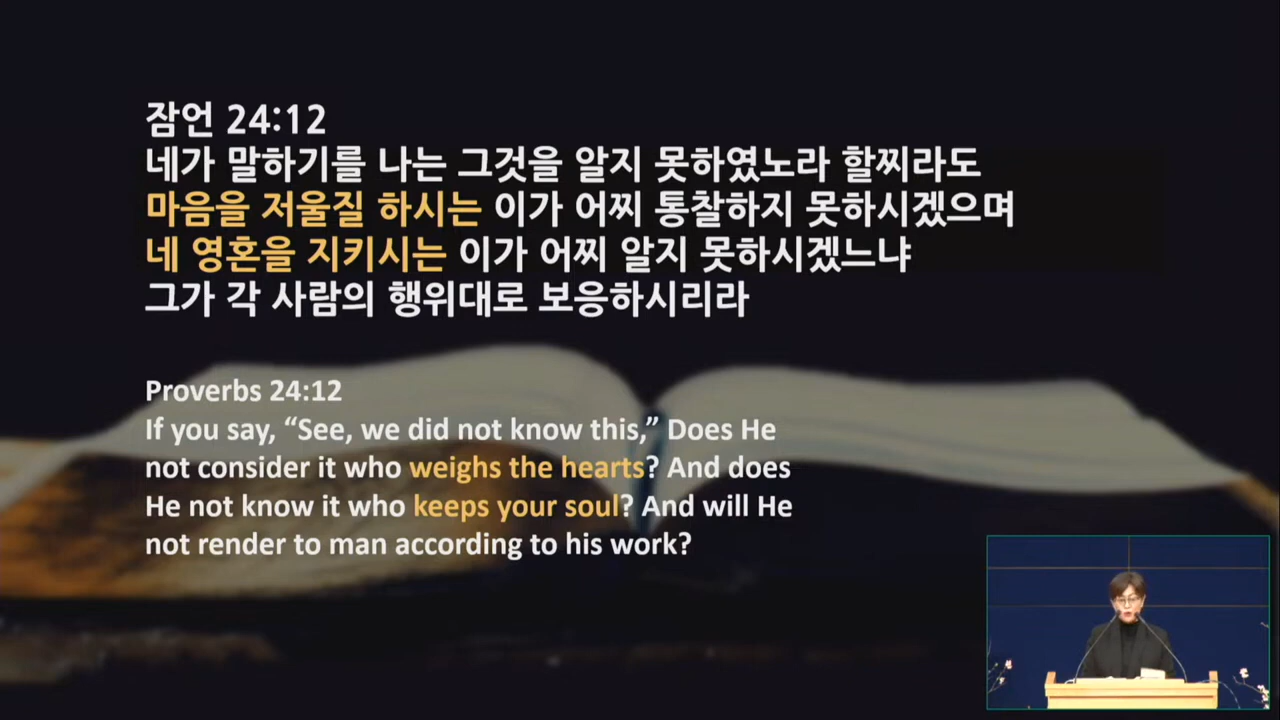 잠언 24:12
네가 말하기를 나는 그것을 알지 못하였노라 할찌라도
마음을 저울질 하시는 이가 어찌 통찰하지 못하시겠으며
네 영혼을 지키시는 이가 어찌 알지 못하시겠느냐
그가 각 사람의 행위대로 보응하시리라
Proverbs 24:12
If you say, “See, we did not know this,” Does He
not consider it who weighs the hearts? And does
He not know it who keeps your soul? And will He
not render to man according to his work?